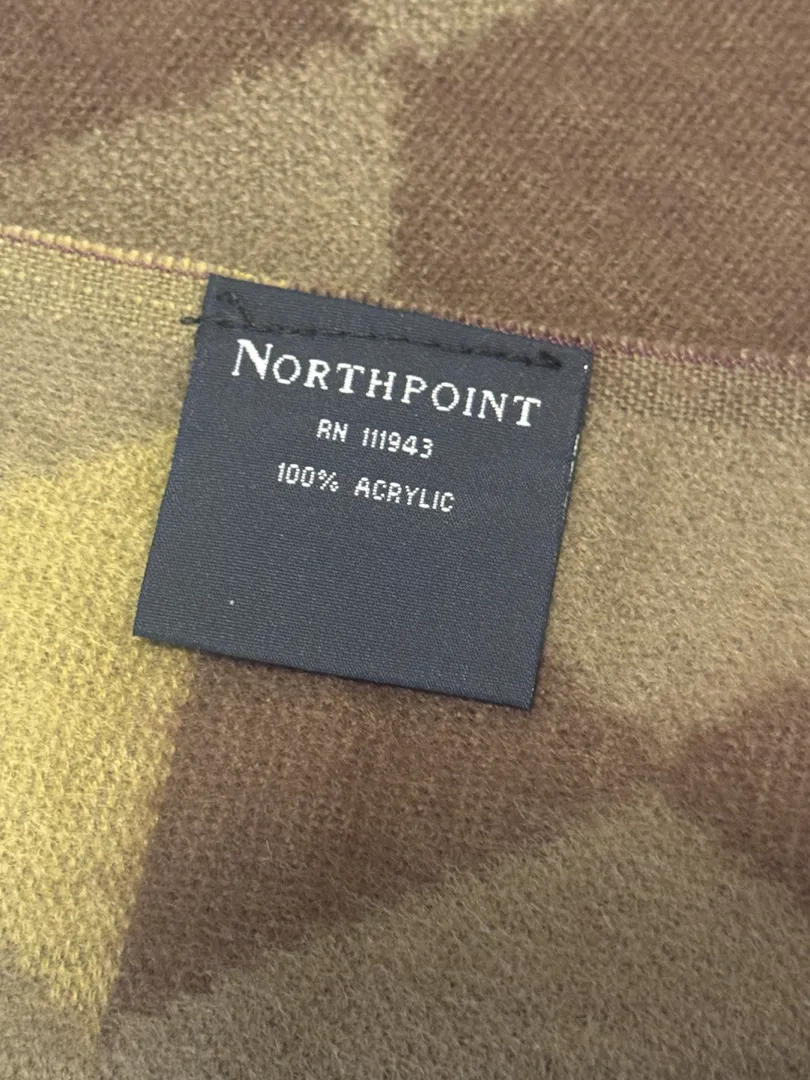 NORTHPOINT
RN 111943
100% ACRYLIC